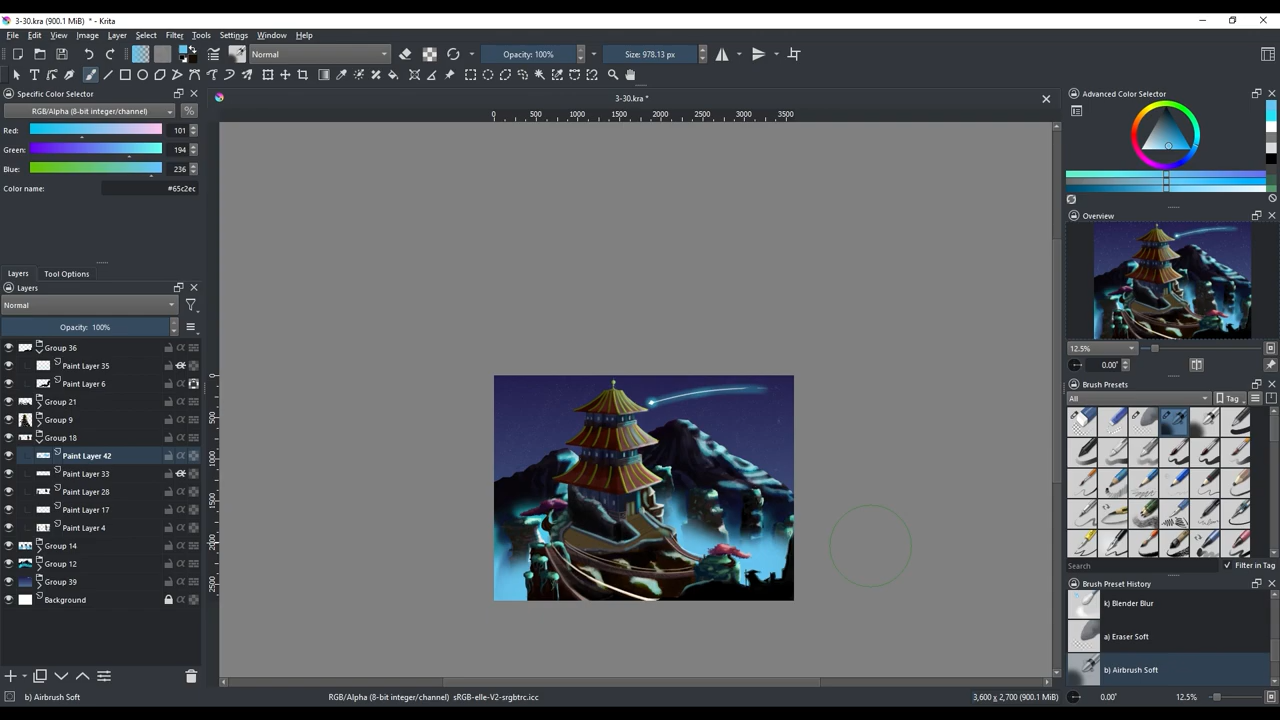 3-30.kra (900.1 MiB) * - Krita
File Edit View Image Layer Select Filter Tools Settings Window Help
Normal
Opacity: 100%
Size: 978.13 px
Specific Color Selector
RGB/Alpha (8-bit integer/channel)
%
Red: 101
Green: 194
Blue: 236
Color name: #65c2ec
Layers Tool Options
Layers
Normal
Opacity: 100%
Group 36
Paint Layer 35
Paint Layer 6
Group 21
Group 9
Group 18
Paint Layer 42
Paint Layer 33
Paint Layer 28
Paint Layer 17
Paint Layer 4
Group 14
Group 12
Group 39
Background
3-30.kra *
0 500 1000 1500 2000 2500 3000 3500
0
500
1000
1500
2000
2500
Advanced Color Selector
Overview
12.5%
0.00°
Brush Presets
All
Tag
Search
Filter in Tag
Brush Preset History
k) Blender Blur
a) Eraser Soft
b) Airbrush Soft
b) Airbrush Soft
RGB/Alpha (8-bit integer/channel) sRGB-elle-V2-srgbtrc.icc
3,600 x 2,700 (900.1 MiB)
0.00°
12.5%